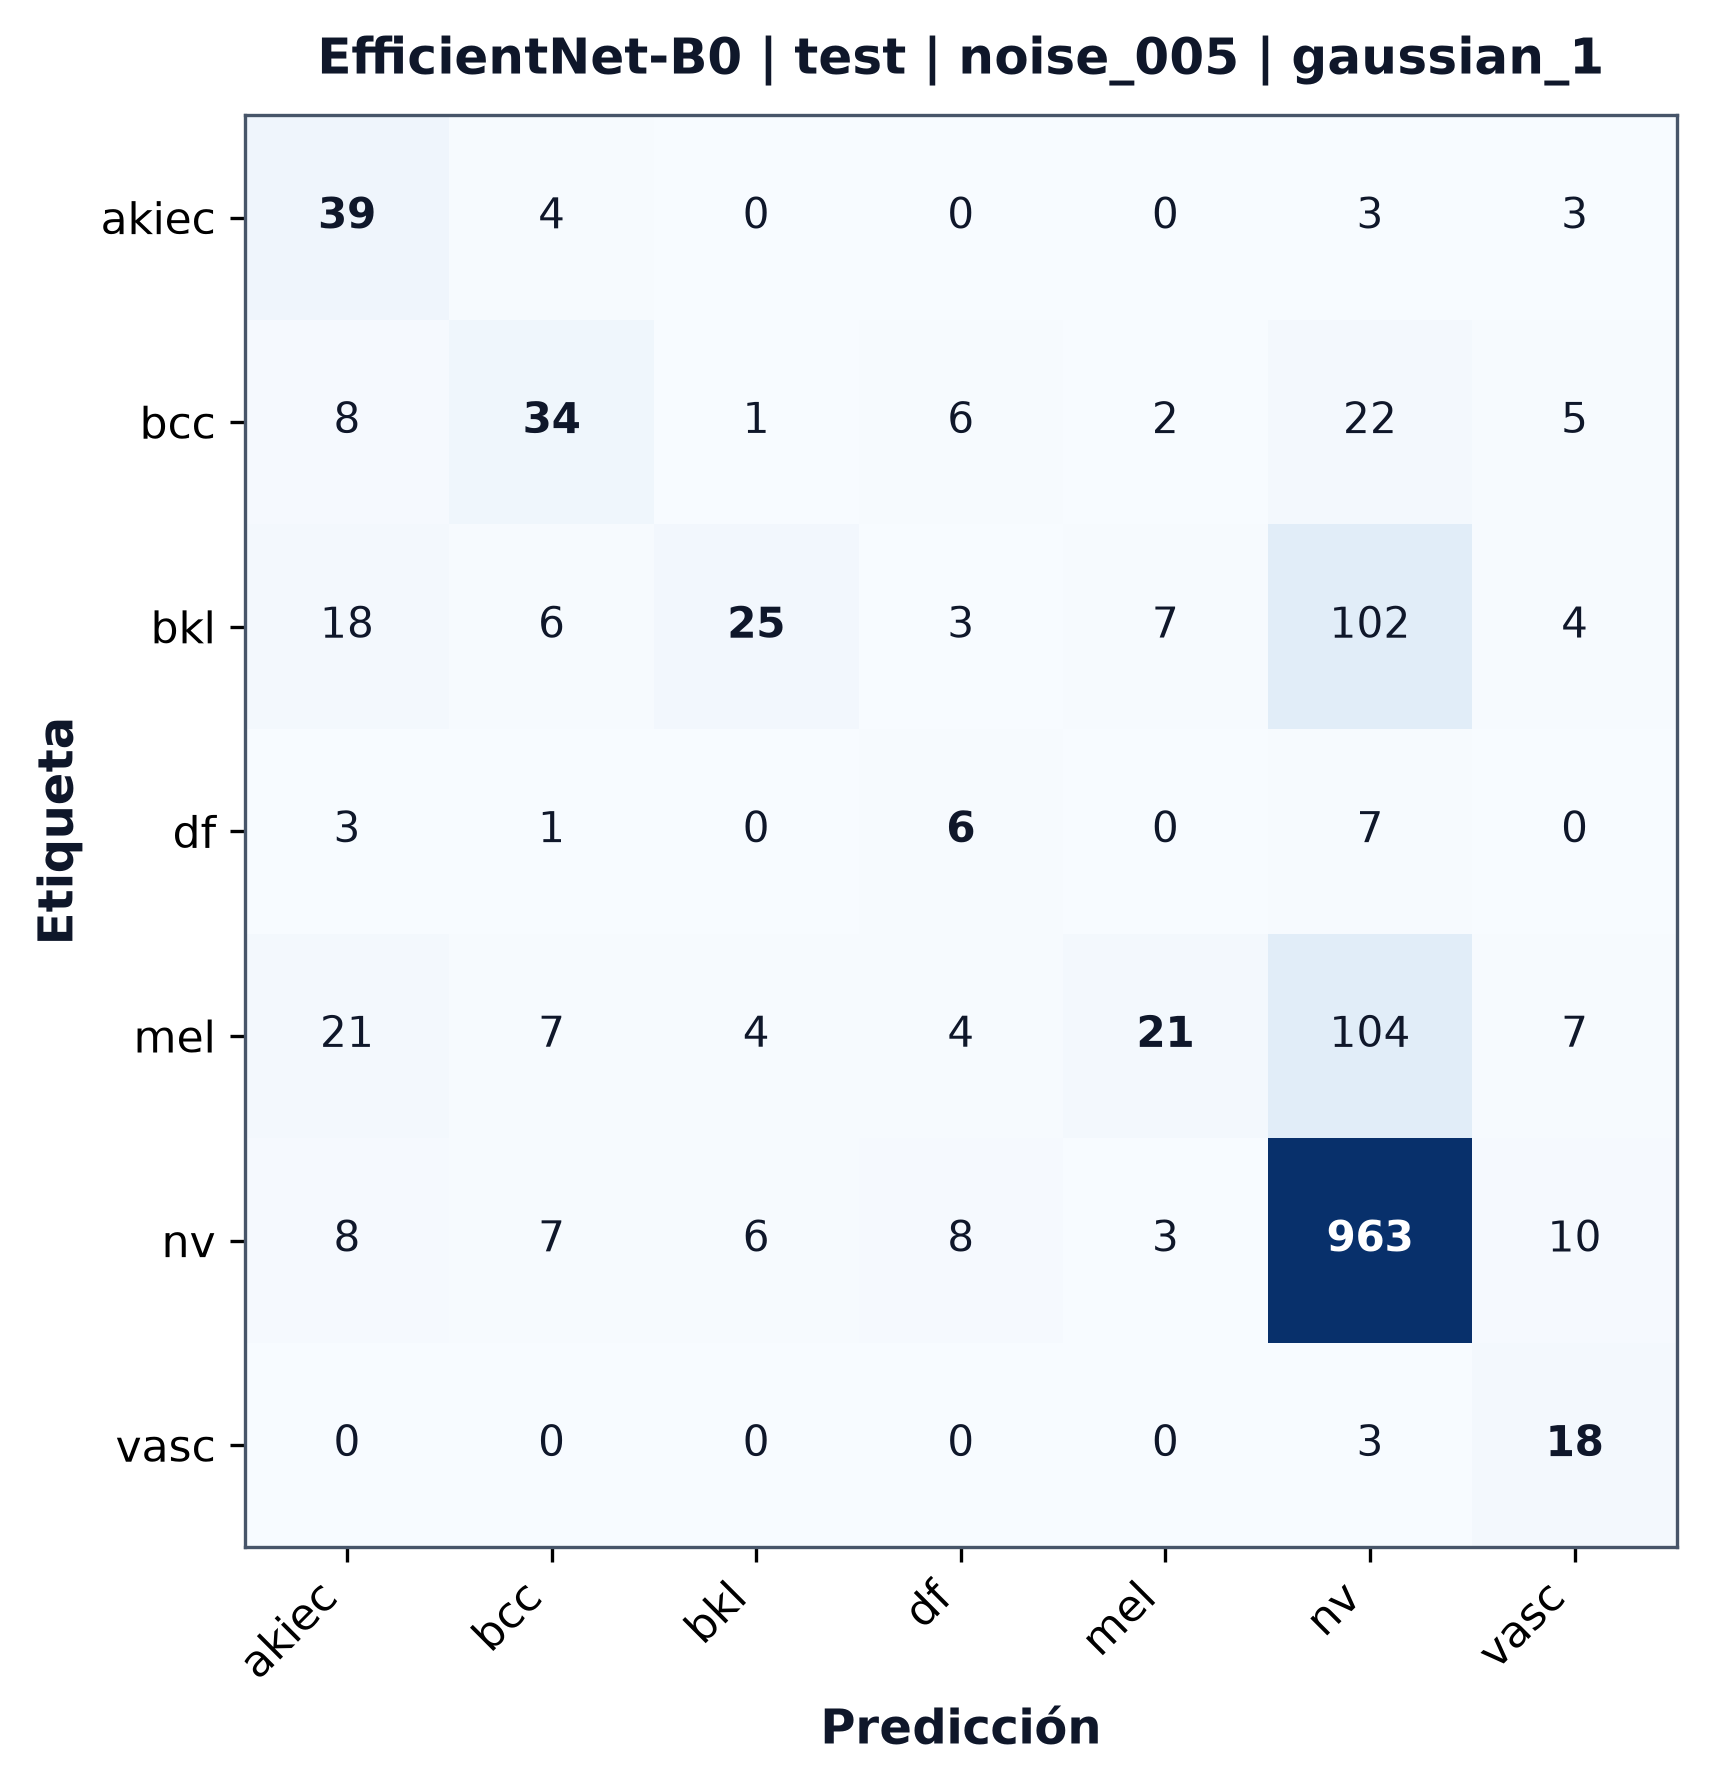 EfficientNet-B0 | test | noise_005 | gaussian_1
akiec 39 4 0 0 0 3 3
bcc 8 34 1 6 2 22 5
bkl 18 6 25 3 7 102 4
df 3 1 0 6 0 7 0
mel 21 7 4 4 21 104 7
nv 8 7 6 8 3 963 10
vasc 0 0 0 0 0 3 18
Etiqueta
akiec bcc bkl df mel nv vasc
Predicción